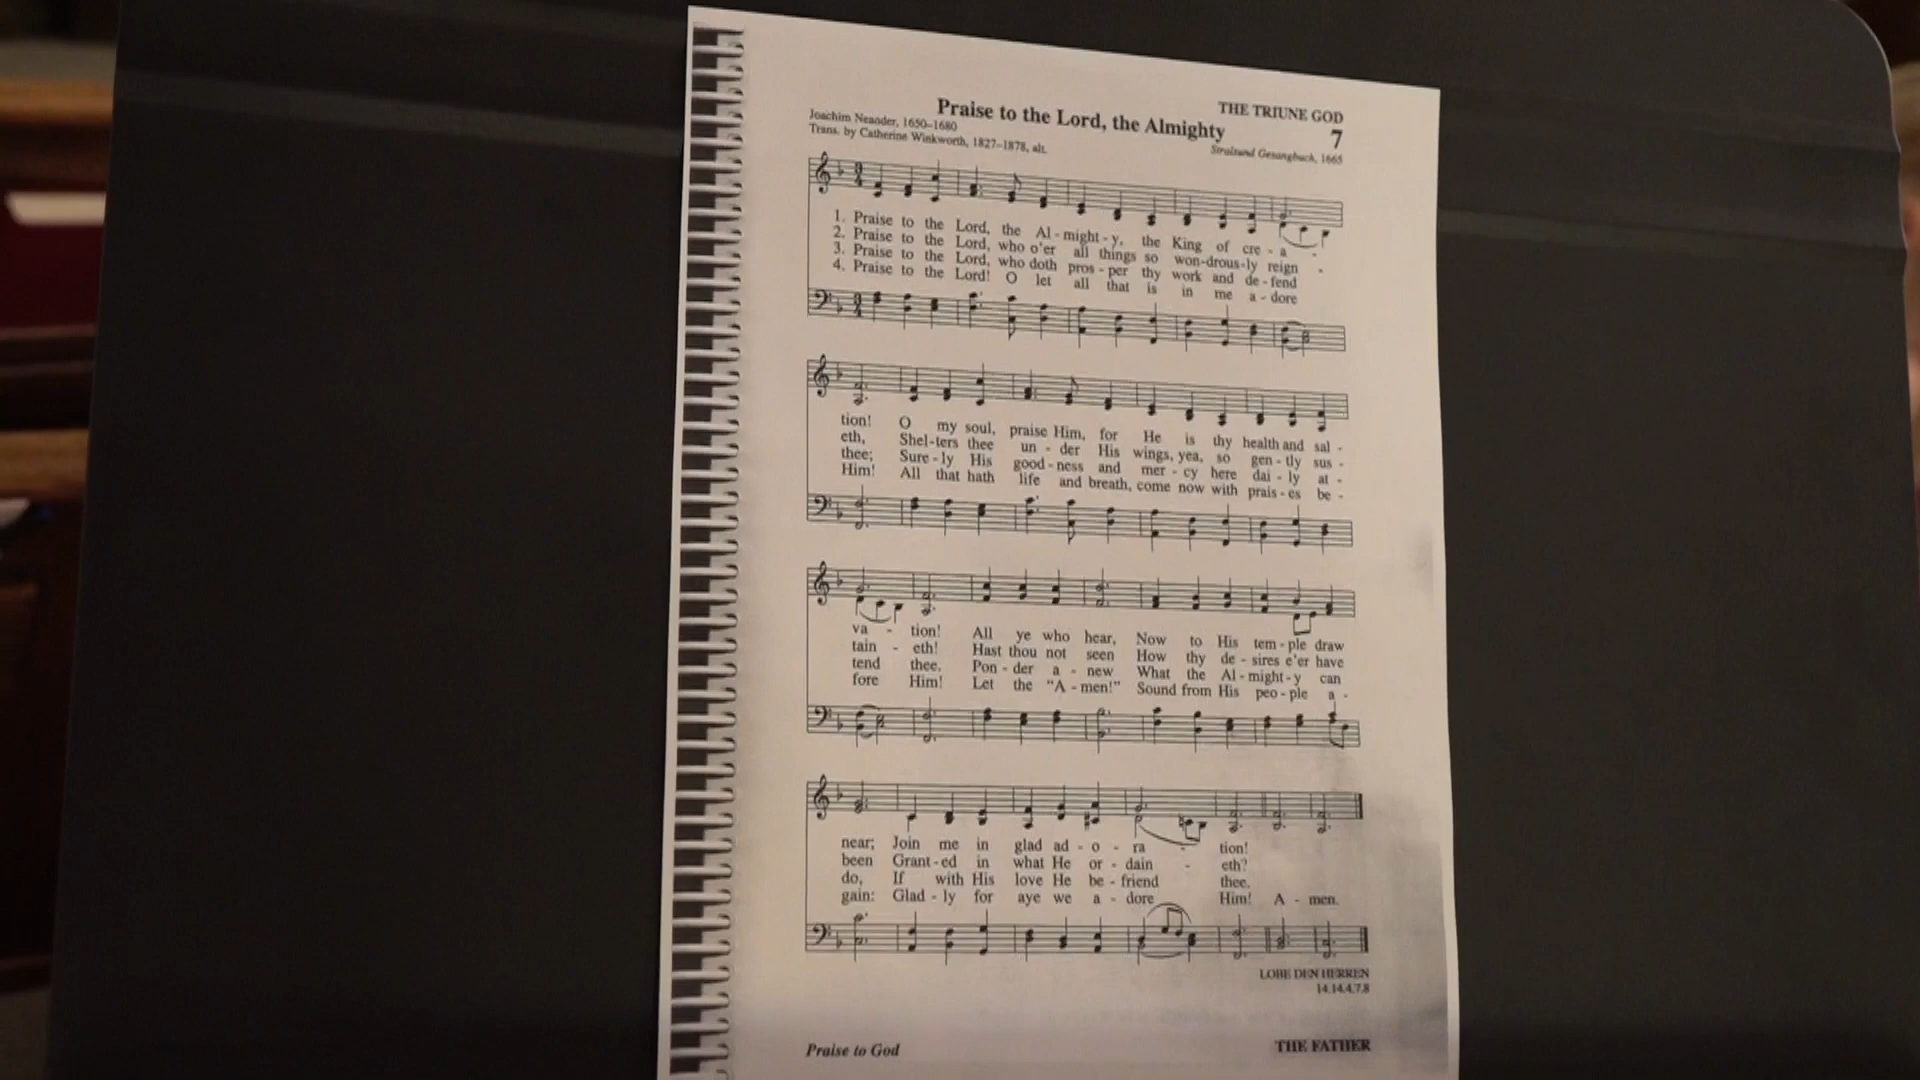 THE TRIUNE GOD
Praise to the Lord, the Almighty 7
Joachim Neander, 1650–1680
Trans. by Catherine Winkworth, 1827–1878, alt.
Stralsund Gesangbuch, 1665
1. Praise to the Lord, the Al - might - y, the King of cre - a -
2. Praise to the Lord, who o'er all things so won-drous-ly reign -
3. Praise to the Lord, who doth pros - per thy work and de - fend
4. Praise to the Lord! O let all that is in me a - dore
tion! O my soul, praise Him, for He is thy health and sal -
eth, Shel-ters thee un - der His wings, yea, so gen - tly sus -
thee; Sure - ly His good - ness and mer - cy here dai - ly at -
Him! All that hath life and breath, come now with prais - es be -
va - tion! All ye who hear, Now to His tem - ple draw
tain - eth! Hast thou not seen How thy de - sires e'er have
tend thee. Pon - der a - new What the Al - might - y can
fore Him! Let the "A - men!" Sound from His peo - ple a -
near; Join me in glad ad - o - ra - tion!
been Grant - ed in what He or - dain - eth?
do, If with His love He be - friend thee.
gain: Glad - ly for aye we a - dore Him! A - men.
LOBE DEN HERREN
14.14.4.7.8
Praise to God THE FATHER